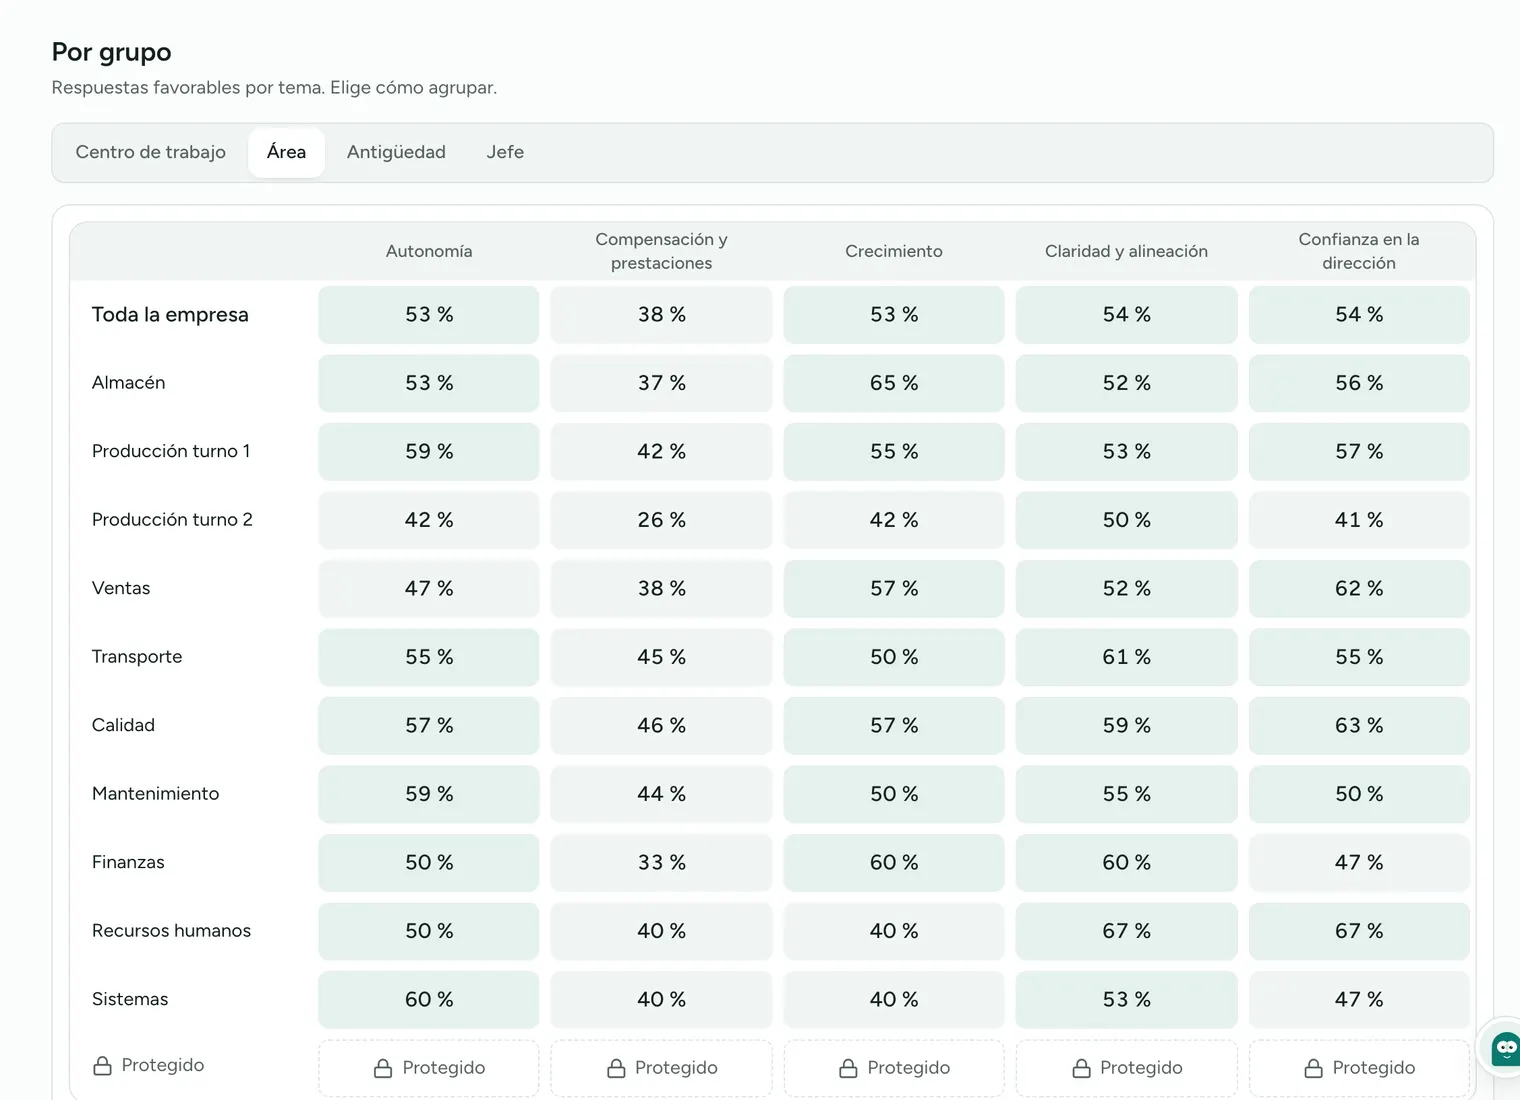 Por grupo
Respuestas favorables por tema. Elige cómo agrupar.
Centro de trabajo Área Antigüedad Jefe
Autonomía Compensación y prestaciones Crecimiento Claridad y alineación Confianza en la dirección
Toda la empresa 53 % 38 % 53 % 54 % 54 %
Almacén 53 % 37 % 65 % 52 % 56 %
Producción turno 1 59 % 42 % 55 % 53 % 57 %
Producción turno 2 42 % 26 % 42 % 50 % 41 %
Ventas 47 % 38 % 57 % 52 % 62 %
Transporte 55 % 45 % 50 % 61 % 55 %
Calidad 57 % 46 % 57 % 59 % 63 %
Mantenimiento 59 % 44 % 50 % 55 % 50 %
Finanzas 50 % 33 % 60 % 60 % 47 %
Recursos humanos 50 % 40 % 40 % 67 % 67 %
Sistemas 60 % 40 % 40 % 53 % 47 %
Protegido Protegido Protegido Protegido Protegido Protegido